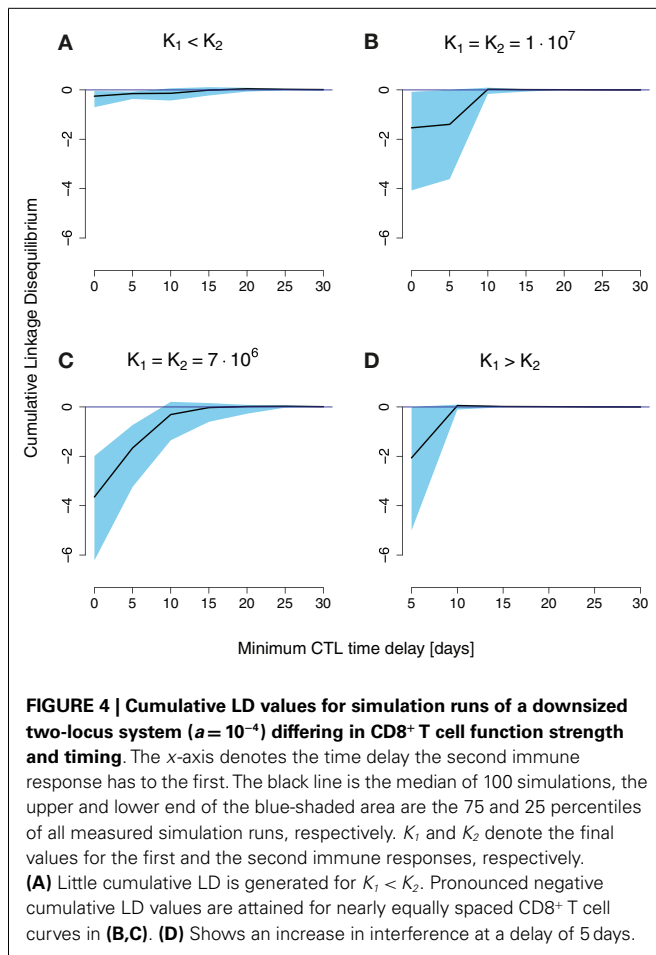 A
K₁ < K₂
0
−2
−4
−6
0 5 10 15 20 25 30
B
K₁ = K₂ = 1 · 10⁷
0
−2
−4
−6
0 5 10 15 20 25 30
Cumulative Linkage Disequilibrium
C
K₁ = K₂ = 7 · 10⁶
0
−2
−4
−6
0 5 10 15 20 25 30
D
K₁ > K₂
0
−2
−4
−6
5 10 15 20 25 30
Minimum CTL time delay [days]
FIGURE 4 | Cumulative LD values for simulation runs of a downsized
two-locus system (a = 10⁻⁴) differing in CD8⁺ T cell function strength
and timing. The x-axis denotes the time delay the second immune
response has to the first. The black line is the median of 100 simulations, the
upper and lower end of the blue-shaded area are the 75 and 25 percentiles
of all measured simulation runs, respectively. K₁ and K₂ denote the final
values for the first and the second immune responses, respectively.
(A) Little cumulative LD is generated for K₁ < K₂. Pronounced negative
cumulative LD values are attained for nearly equally spaced CD8⁺ T cell
curves in (B,C). (D) Shows an increase in interference at a delay of 5 days.